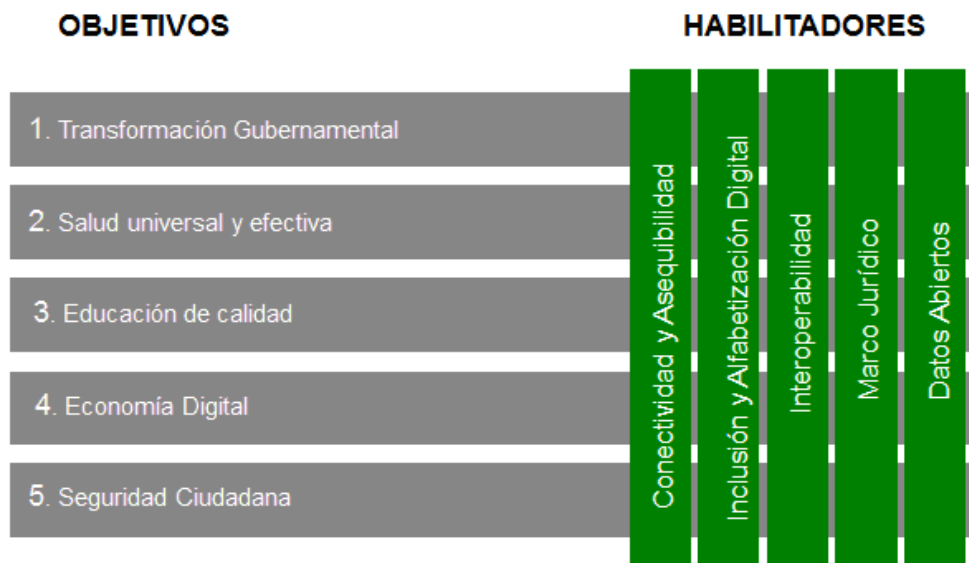 OBJETIVOS
HABILITADORES
1. Transformación Gubernamental
2. Salud universal y efectiva
3. Educación de calidad
4. Economía Digital
5. Seguridad Ciudadana
Conectividad y Asequibilidad
Inclusión y Alfabetización Digital
Interoperabilidad
Marco Jurídico
Datos Abiertos